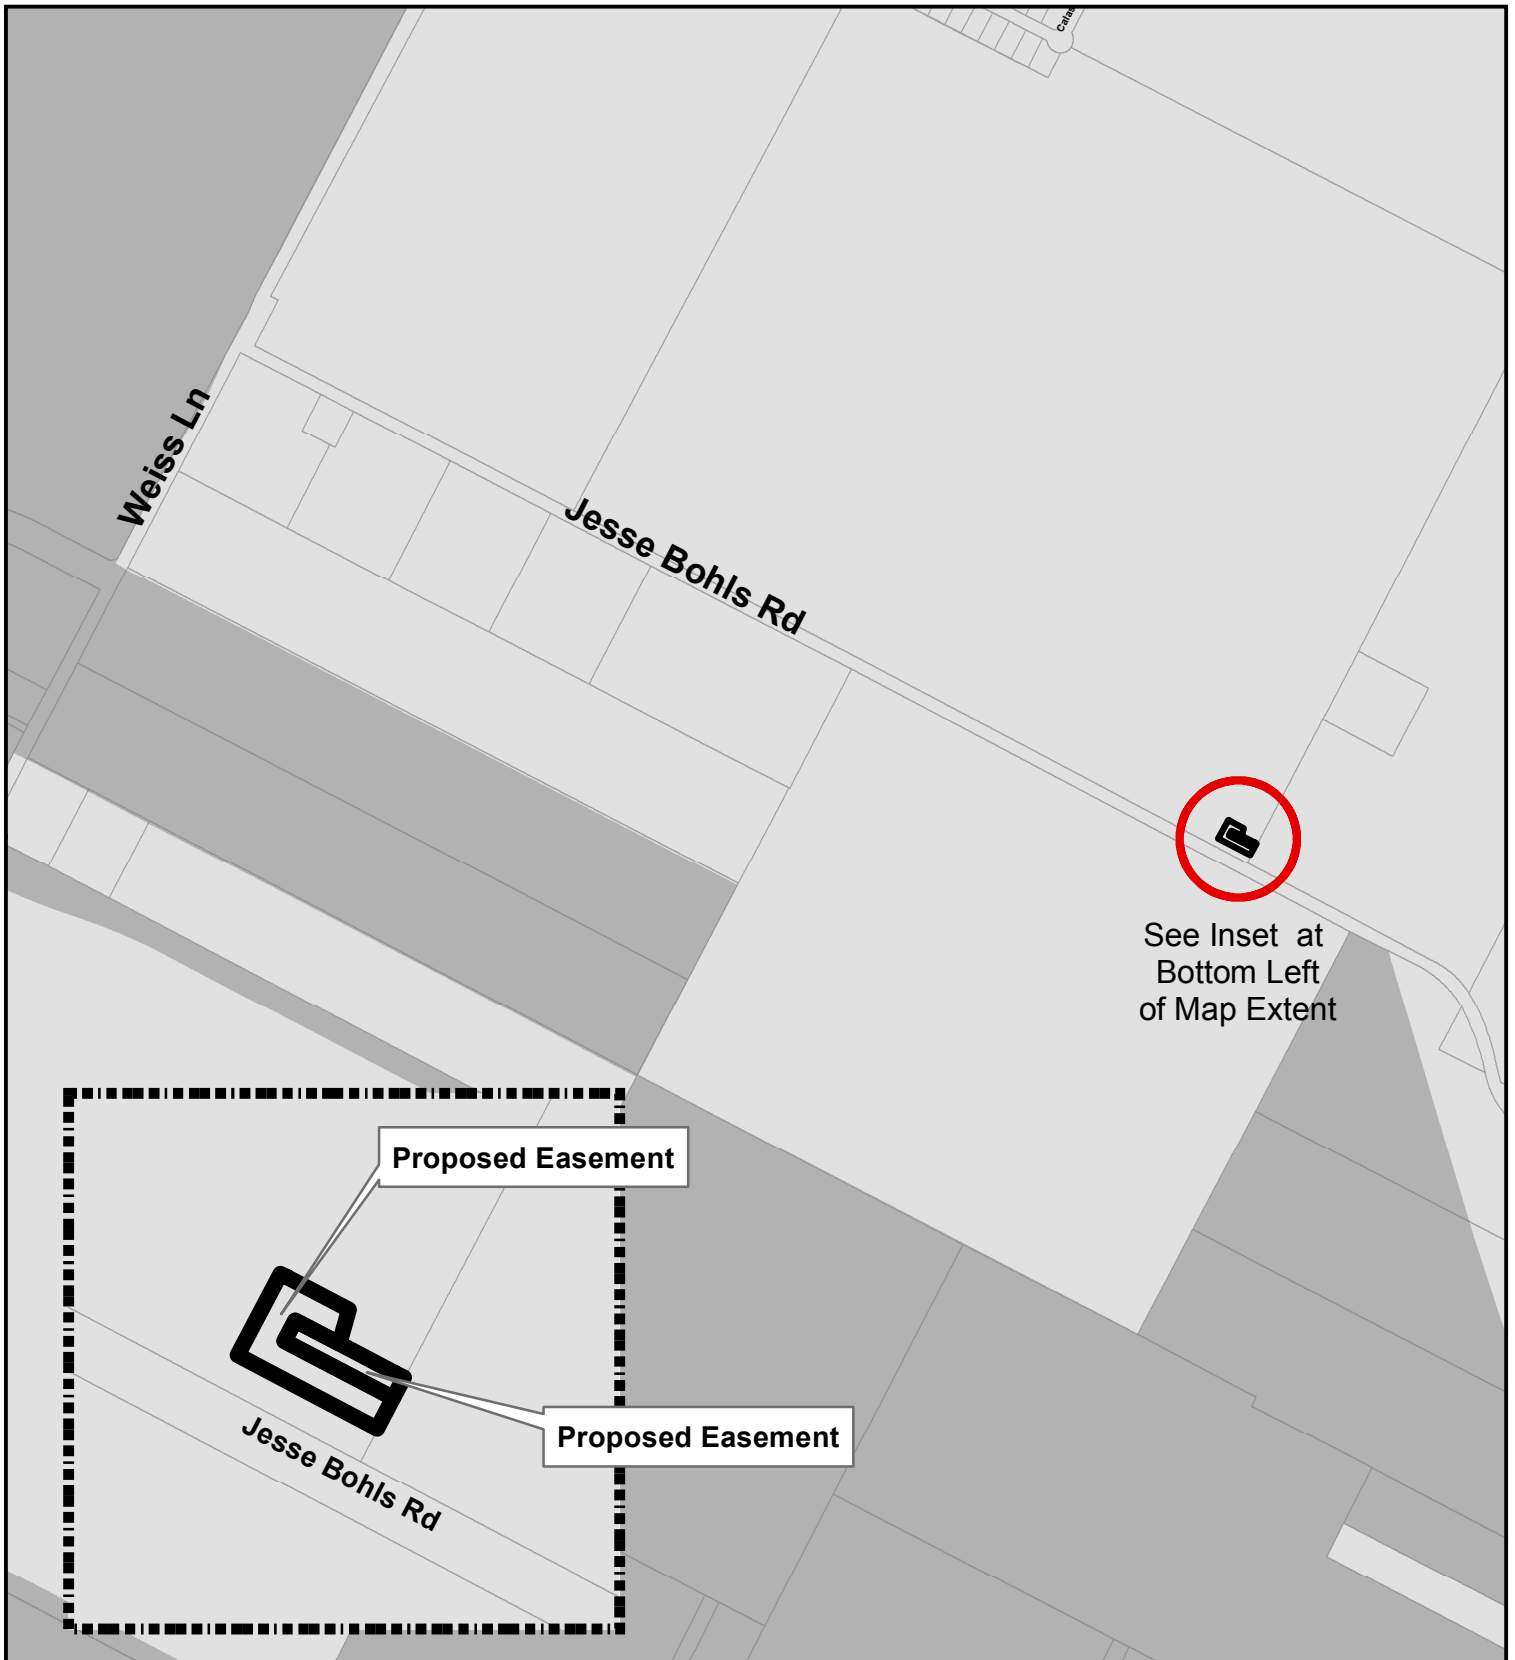 Calas
Weiss Ln
Jesse Bohls Rd
See Inset at
Bottom Left
of Map Extent
Proposed Easement
Proposed Easement
Jesse Bohls Rd